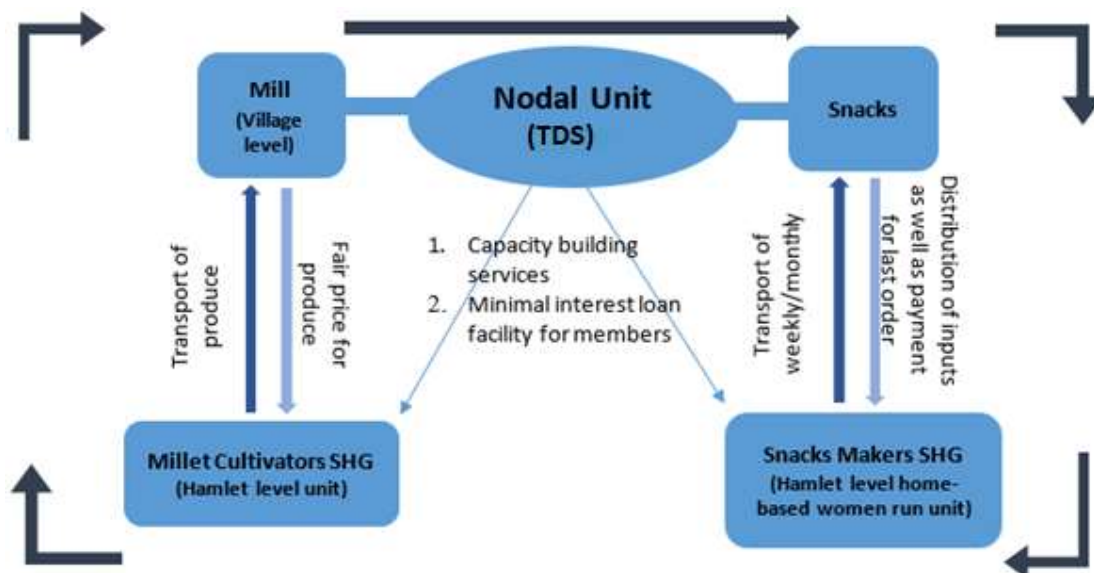 Mill
(Village
level)
Nodal Unit
(TDS)
Snacks
Transport of
produce
Fair price for
produce
1. Capacity building
services
2. Minimal interest loan
facility for members
Transport of
weekly/monthly
Distribution of inputs
as well as payment
for last order
Millet Cultivators SHG
(Hamlet level unit)
Snacks Makers SHG
(Hamlet level home-
based women run unit)